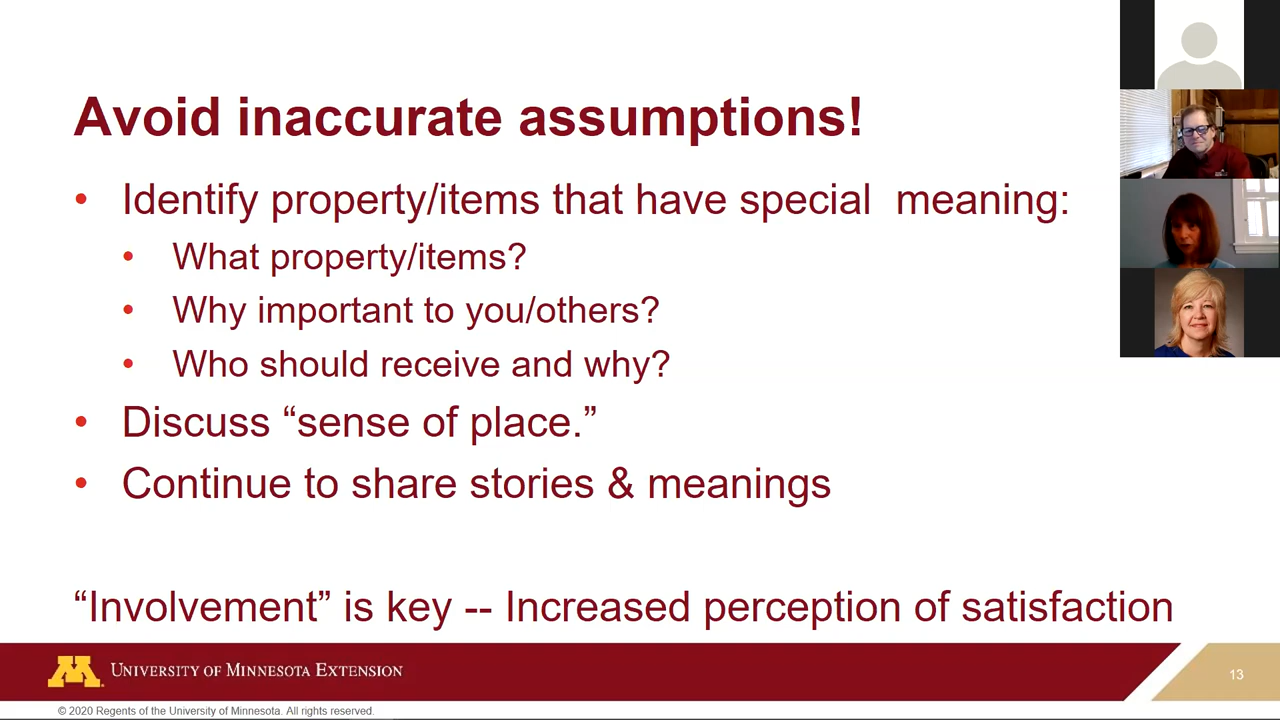 Avoid inaccurate assumptions!
• Identify property/items that have special  meaning:
• What property/items?
• Why important to you/others?
• Who should receive and why?
• Discuss “sense of place.”
• Continue to share stories & meanings
“Involvement” is key -- Increased perception of satisfaction
M UNIVERSITY OF MINNESOTA EXTENSION
13
© 2020 Regents of the University of Minnesota. All rights reserved.